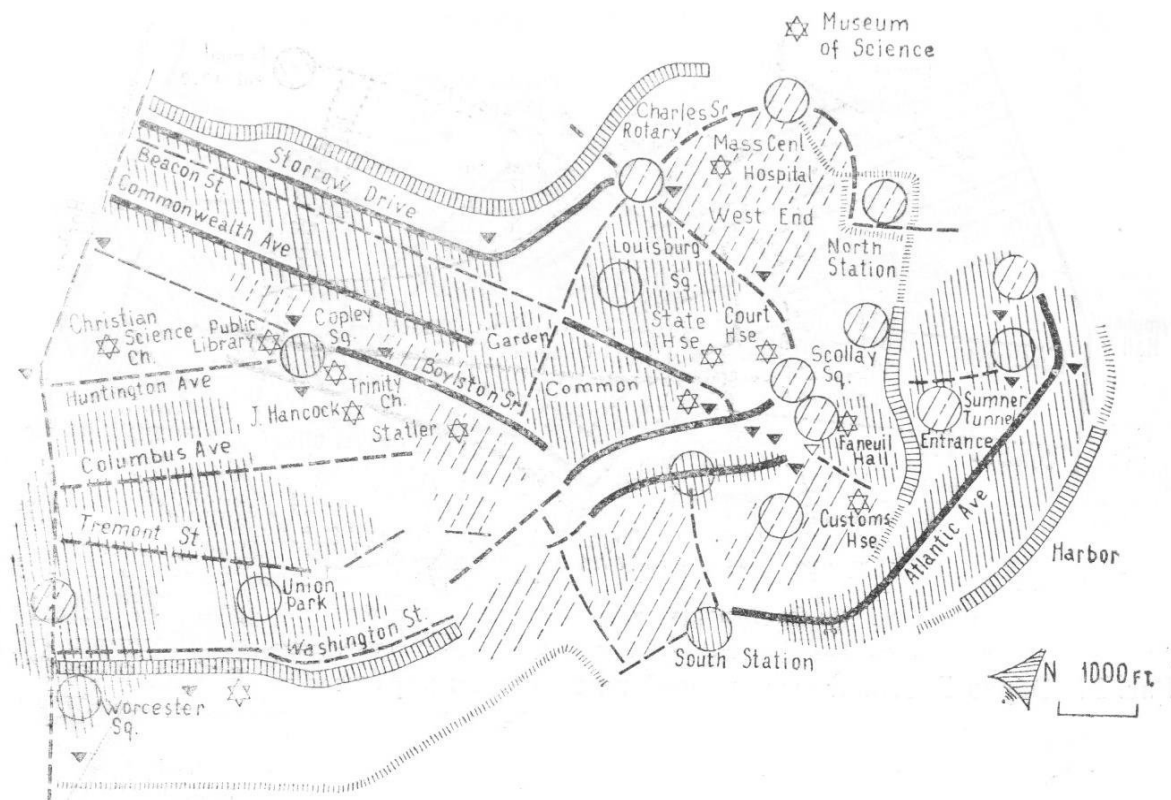 Museum
of Science
Charles Sr
Rotary
Mass Cenl
Hospital
West End
North
Station
Storrow Drive
Beacon St.
Commonwealth Ave
Louisburg
Sq.
State
Hse
Court
Hse
Scollay
Sq.
Christian
Science
Ch.
Public
Library
Copley
Sq.
Garden
Common
Huntington Ave
Trinity
Ch.
Boylston Sr
J. Hancock
Statler
Sumner
Tunnel
Entrance
Faneuil
Hall
Columbus Ave
Customs
Hse
Tremont St
Atlantic Ave
Harbor
Union
Park
Washington St.
South Station
Worcester
Sq.
N 1000 FT.